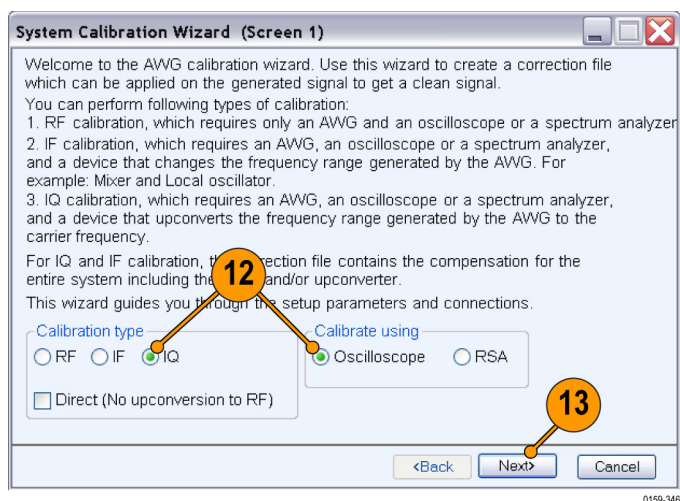 System Calibration Wizard (Screen 1)
Welcome to the AWG calibration wizard. Use this wizard to create a correction file
which can be applied on the generated signal to get a clean signal.
You can perform following types of calibration:
1. RF calibration, which requires only an AWG and an oscilloscope or a spectrum analyzer
2. IF calibration, which requires an AWG, an oscilloscope or a spectrum analyzer,
and a device that changes the frequency range generated by the AWG. For
example: Mixer and Local oscillator.
3. IQ calibration, which requires an AWG, an oscilloscope or a spectrum analyzer,
and a device that upconverts the frequency range generated by the AWG to the
carrier frequency.
For IQ and IF calibration, rection file contains the compensation for the
entire system including the and/or upconverter.
This wizard guides you through the setup parameters and connections.
12
Calibration type
RF IF IQ
Direct (No upconversion to RF)
Calibrate using
Oscilloscope RSA
13
<Back Next> Cancel
0159-346